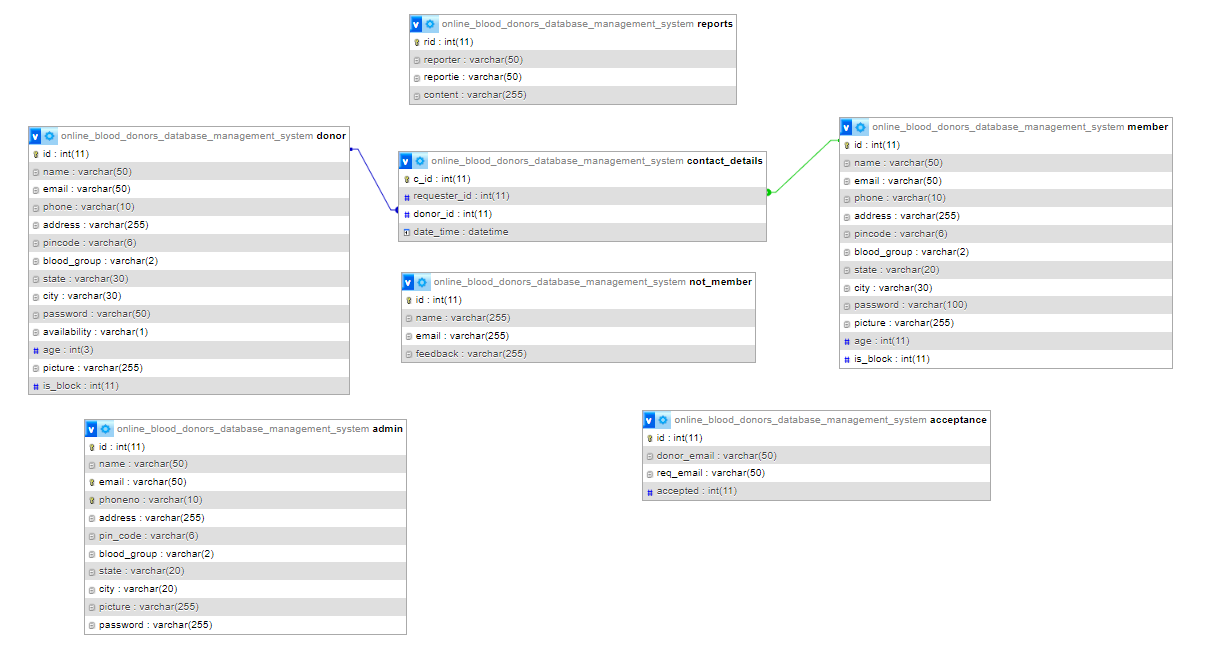 online_blood_donors_database_management_system reports
rid : int(11)
reporter : varchar(50)
reportie : varchar(50)
content : varchar(255)
online_blood_donors_database_management_system donor
id : int(11)
name : varchar(50)
email : varchar(50)
phone : varchar(10)
address : varchar(255)
pincode : varchar(6)
blood_group : varchar(2)
state : varchar(30)
city : varchar(30)
password : varchar(50)
availability : varchar(1)
age : int(3)
picture : varchar(255)
is_block : int(11)
online_blood_donors_database_management_system contact_details
c_id : int(11)
requester_id : int(11)
donor_id : int(11)
date_time : datetime
online_blood_donors_database_management_system member
id : int(11)
name : varchar(50)
email : varchar(50)
phone : varchar(10)
address : varchar(255)
pincode : varchar(6)
blood_group : varchar(2)
state : varchar(20)
city : varchar(30)
password : varchar(100)
picture : varchar(255)
age : int(11)
is_block : int(11)
online_blood_donors_database_management_system not_member
id : int(11)
name : varchar(255)
email : varchar(255)
feedback : varchar(255)
online_blood_donors_database_management_system admin
id : int(11)
name : varchar(50)
email : varchar(50)
phoneno : varchar(10)
address : varchar(255)
pin_code : varchar(6)
blood_group : varchar(2)
state : varchar(20)
city : varchar(20)
picture : varchar(255)
password : varchar(255)
online_blood_donors_database_management_system acceptance
id : int(11)
donor_email : varchar(50)
req_email : varchar(50)
accepted : int(11)